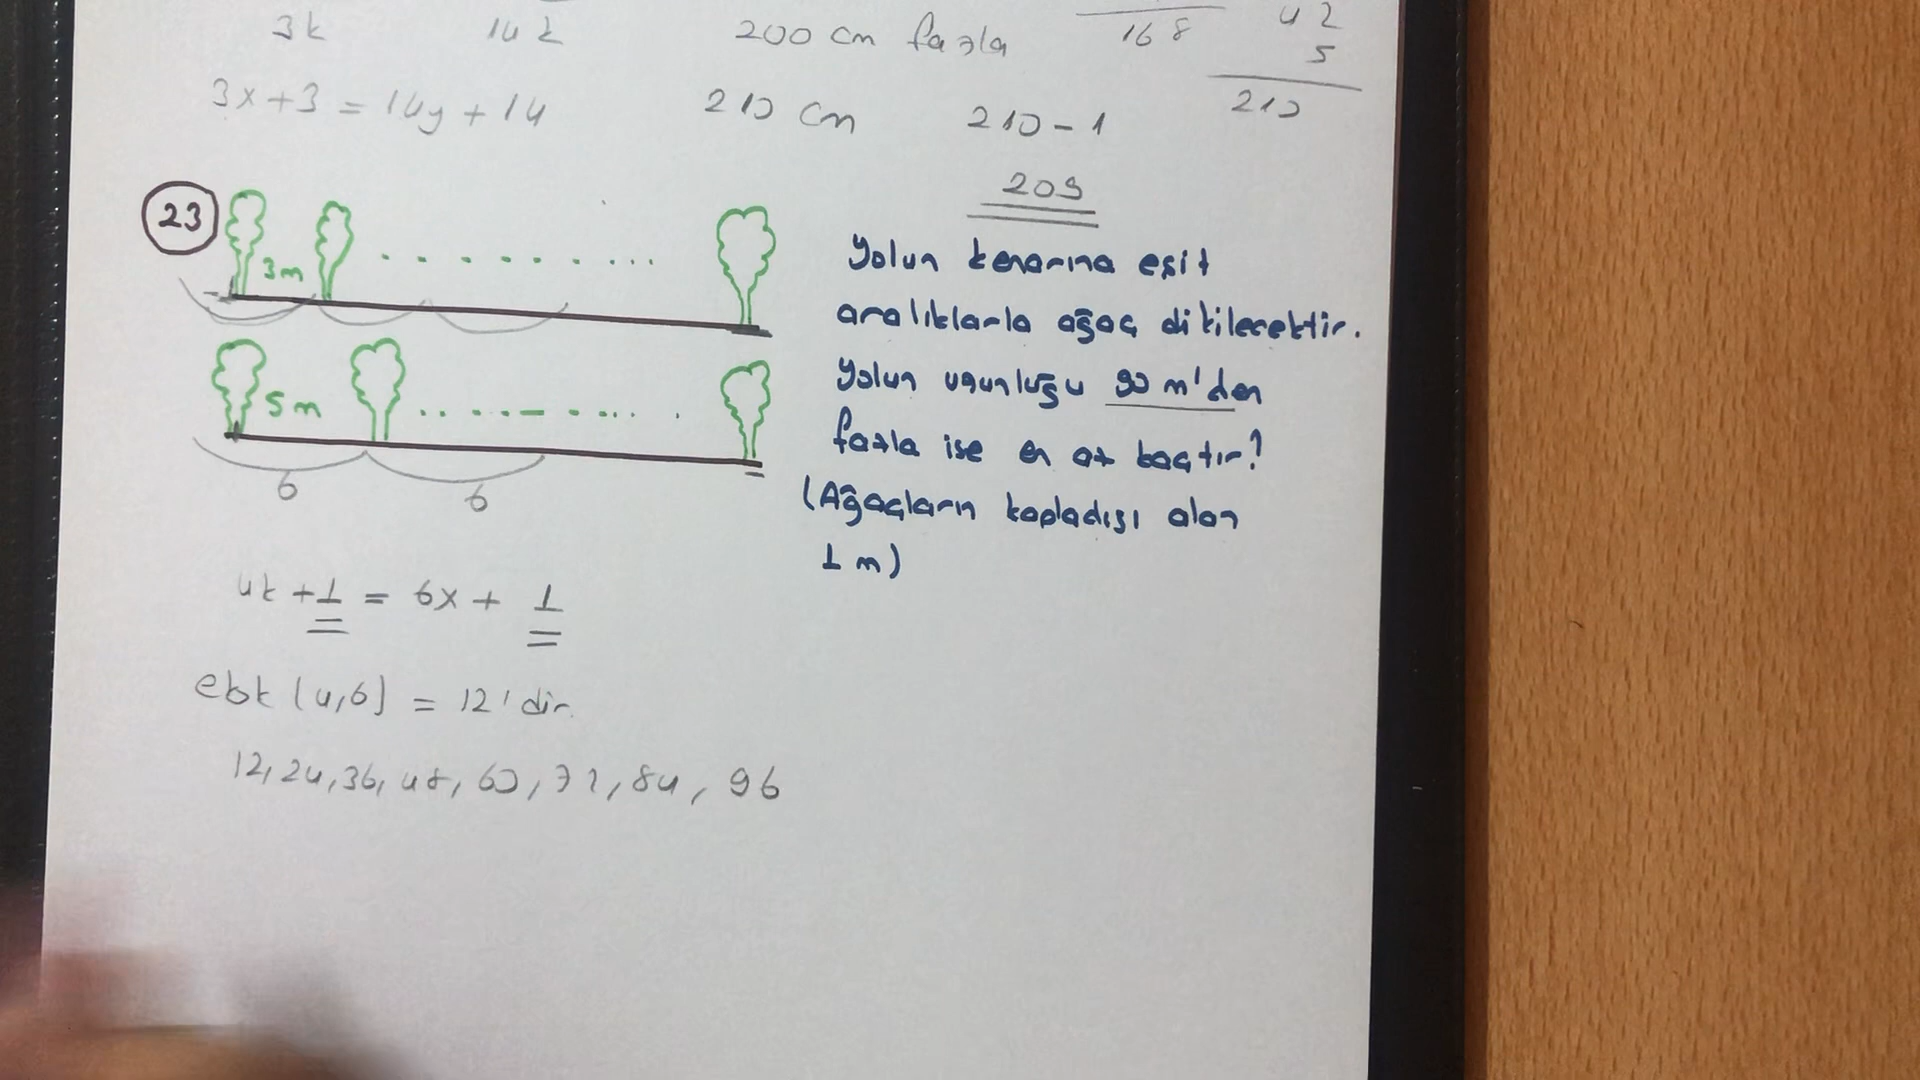 3k 14k 200 cm fazla 168 42
5
3x+3 = 14y + 14 210 cm 210 - 1 210
209
23
3m
Yolun kenarına eşit
aralıklarla ağaç dikilecektir.
Yolun uzunluğu 90 m'den
fazla ise en az kaçtır?
(Ağaçların kapladığı alan
1 m)
5m
6 6
4k + 1 = 6x + 1
ebk (4,6) = 12'dir.
12, 24, 36, 48, 60, 72, 84, 96